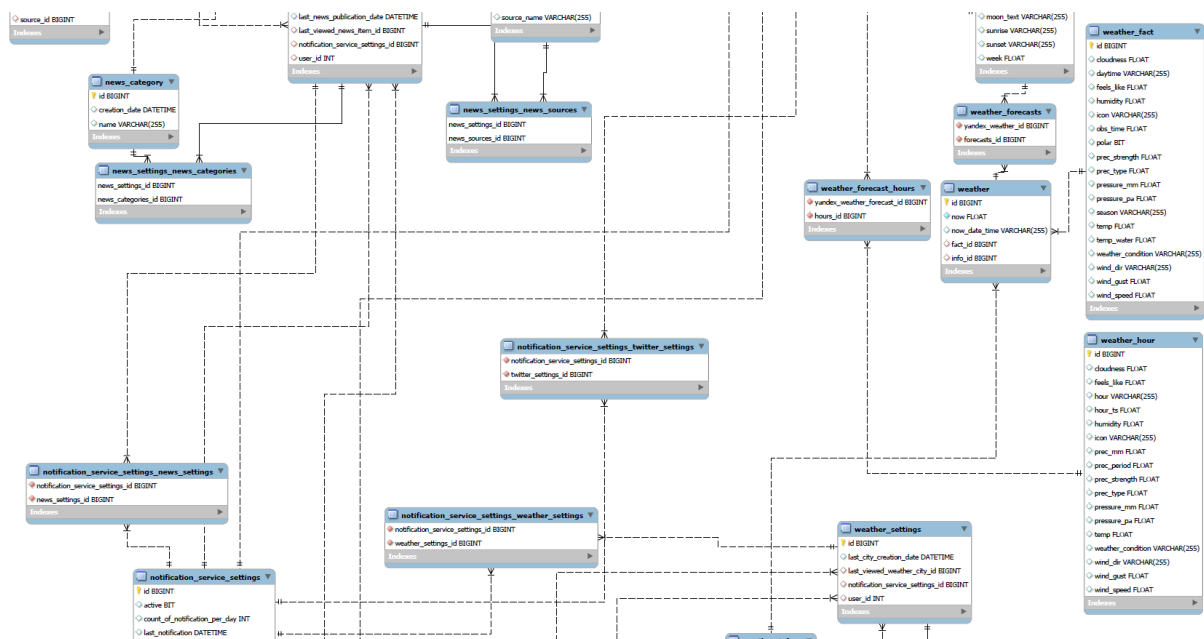 source_id BIGINT
Indexes
last_news_publication_date DATETIME
last_viewed_news_item_id BIGINT
notification_service_settings_id BIGINT
user_id INT
Indexes
source_name VARCHAR(255)
Indexes
moon_text VARCHAR(255)
sunrise VARCHAR(255)
sunset VARCHAR(255)
week FLOAT
Indexes
weather_fact
id BIGINT
cloudness FLOAT
daytime VARCHAR(255)
feels_like FLOAT
humidity FLOAT
icon VARCHAR(255)
obs_time FLOAT
polar BIT
prec_strength FLOAT
prec_type FLOAT
pressure_mm FLOAT
pressure_pa FLOAT
season VARCHAR(255)
temp FLOAT
temp_water FLOAT
weather_condition VARCHAR(255)
wind_dir VARCHAR(255)
wind_gust FLOAT
wind_speed FLOAT
Indexes
news_category
id BIGINT
creation_date DATETIME
name VARCHAR(255)
Indexes
news_settings_news_sources
news_settings_id BIGINT
news_sources_id BIGINT
Indexes
weather_forecasts
yandex_weather_id BIGINT
forecasts_id BIGINT
Indexes
news_settings_news_categories
news_settings_id BIGINT
news_categories_id BIGINT
Indexes
weather_forecast_hours
yandex_weather_forecast_id BIGINT
hours_id BIGINT
Indexes
weather
id BIGINT
now FLOAT
now_date_time VARCHAR(255)
fact_id BIGINT
info_id BIGINT
Indexes
notification_service_settings_twitter_settings
notification_service_settings_id BIGINT
twitter_settings_id BIGINT
Indexes
weather_hour
id BIGINT
cloudness FLOAT
feels_like FLOAT
hour VARCHAR(255)
hour_ts FLOAT
humidity FLOAT
icon VARCHAR(255)
prec_mm FLOAT
prec_period FLOAT
prec_strength FLOAT
prec_type FLOAT
pressure_mm FLOAT
pressure_pa FLOAT
temp FLOAT
weather_condition VARCHAR(255)
wind_dir VARCHAR(255)
wind_gust FLOAT
wind_speed FLOAT
Indexes
notification_service_settings_news_settings
notification_service_settings_id BIGINT
news_settings_id BIGINT
Indexes
notification_service_settings_weather_settings
notification_service_settings_id BIGINT
weather_settings_id BIGINT
Indexes
weather_settings
id BIGINT
last_city_creation_date DATETIME
last_viewed_weather_city_id BIGINT
notification_service_settings_id BIGINT
user_id INT
Indexes
notification_service_settings
id BIGINT
active BIT
count_of_notification_per_day INT
last_notification DATETIME